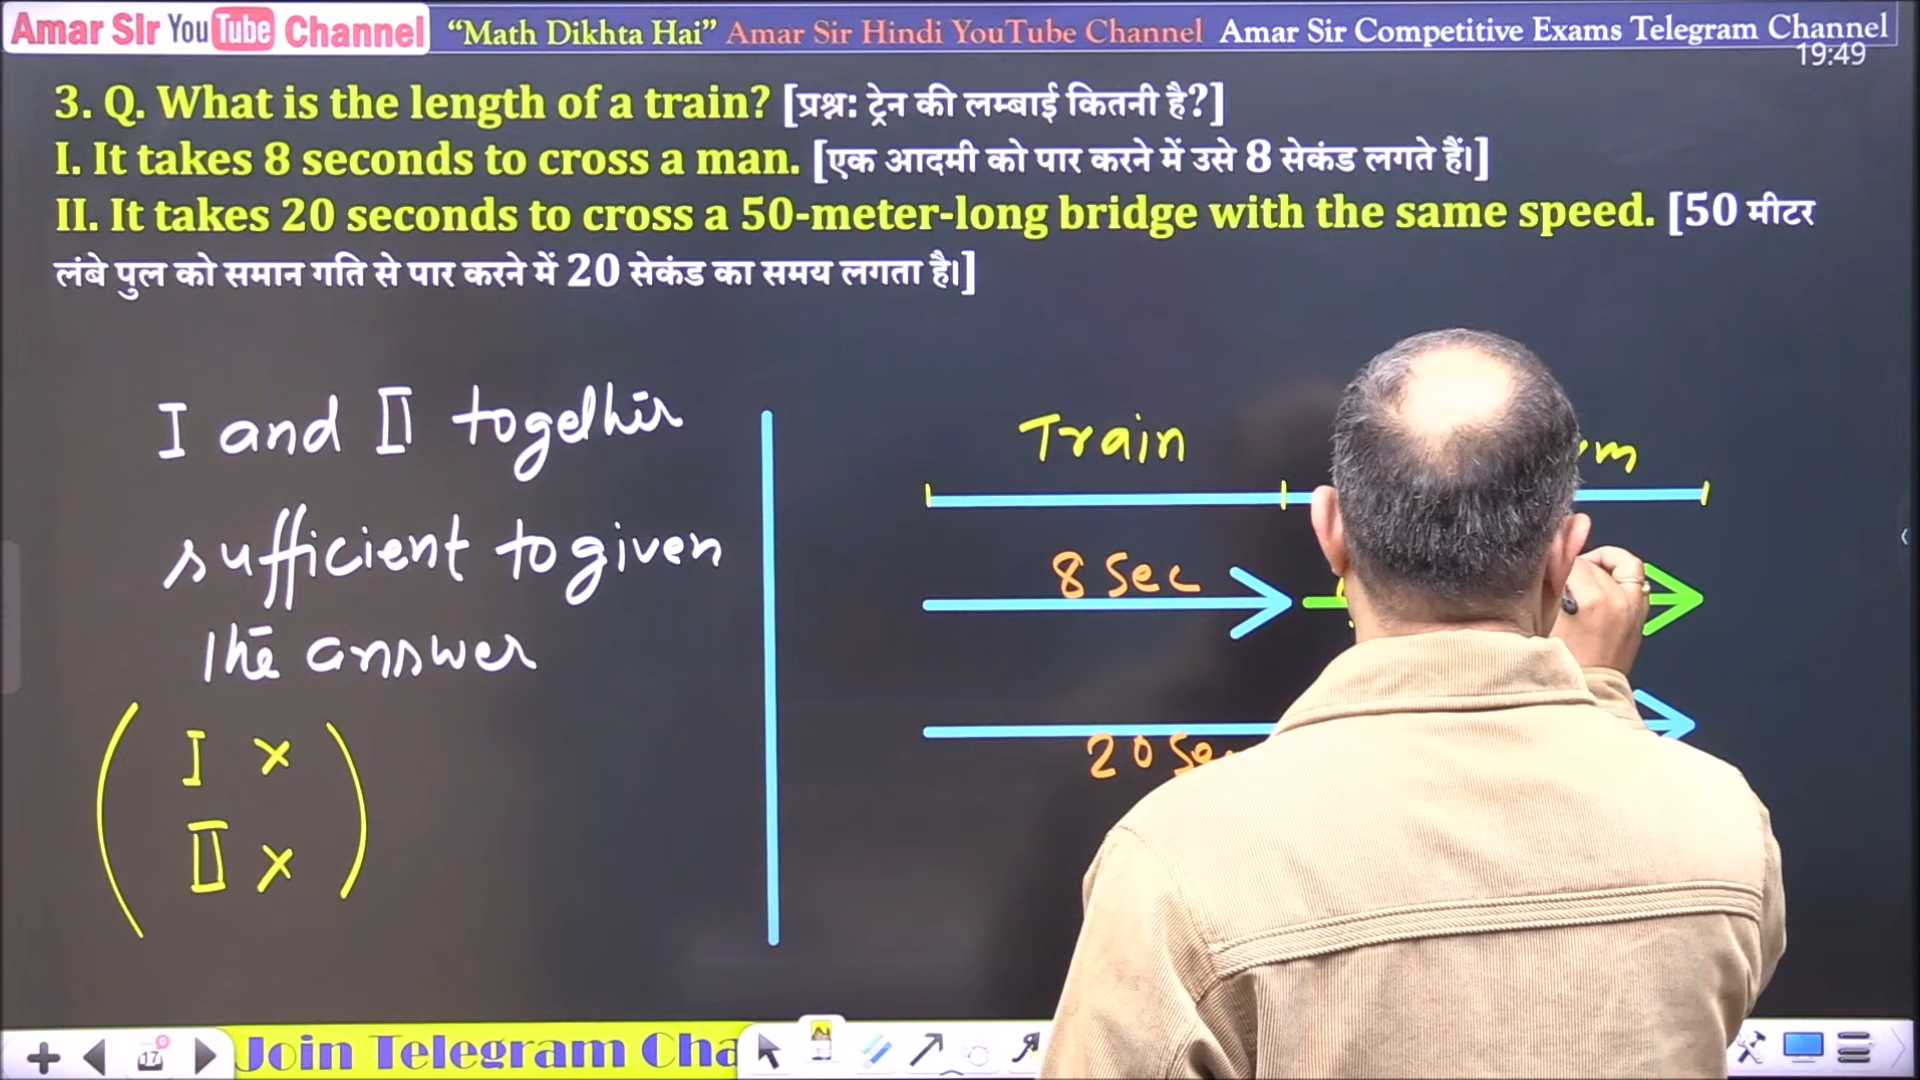 Amar Sir YouTube Channel "Math Dikhta Hai" Amar Sir Hindi YouTube Channel Amar Sir Competitive Exams Telegram Channel
19:49
3. Q. What is the length of a train? [प्रश्न: ट्रेन की लम्बाई कितनी है?]
I. It takes 8 seconds to cross a man. [एक आदमी को पार करने में उसे 8 सेकंड लगते हैं।]
II. It takes 20 seconds to cross a 50-meter-long bridge with the same speed. [50 मीटर
लंबे पुल को समान गति से पार करने में 20 सेकंड का समय लगता है।]
I and II together
sufficient to given
the answer
I ×
II ×
Train
8 Sec
20
Join Telegram
17